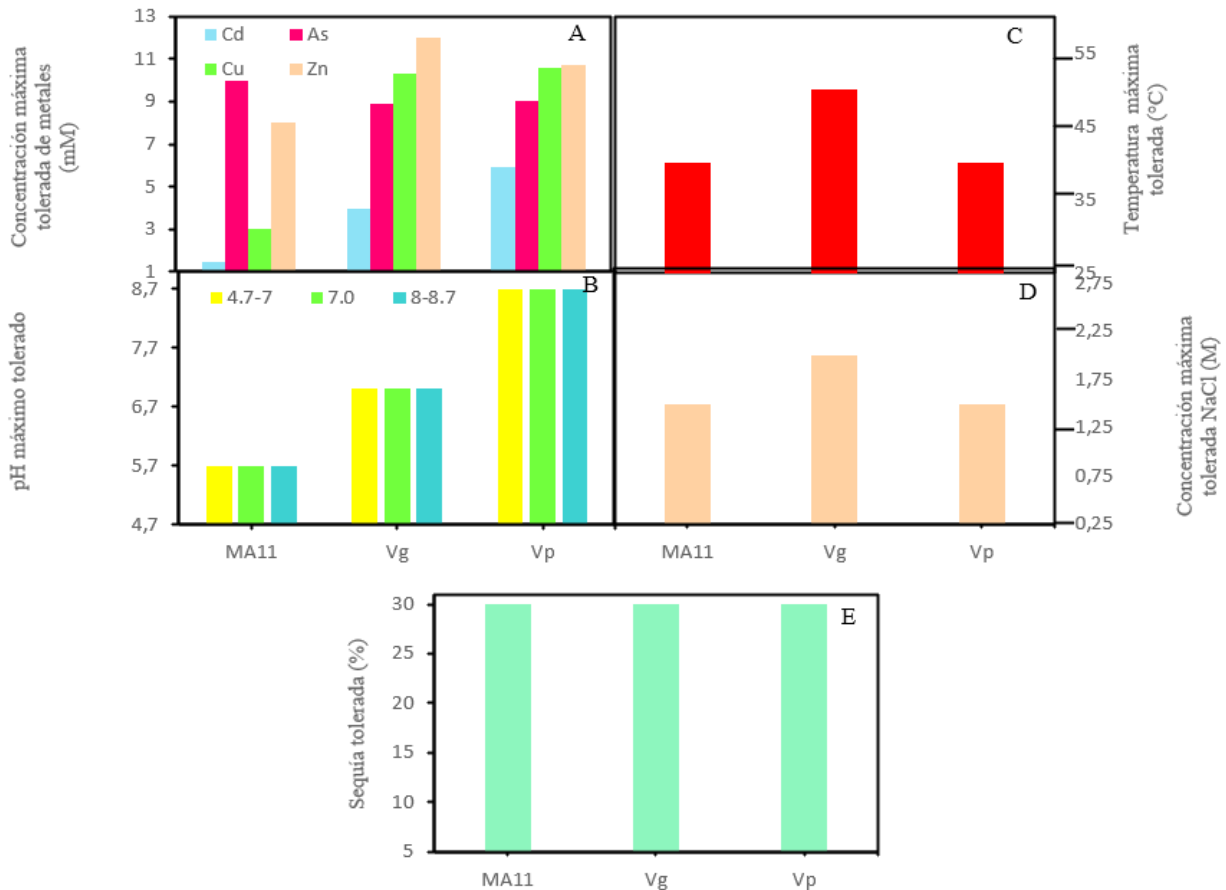 Concentración máxima
tolerada de metales
(mM)
13
11
9
7
5
3
1
Cd
As
Cu
Zn
A
C
55
45
35
25
Temperatura máxima
tolerada (°C)
pH máximo tolerado
8,7
7,7
6,7
5,7
4,7
4.7-7
7.0
8-8.7
B
MA11
Vg
Vp
D
2,75
2,25
1,75
1,25
0,75
0,25
Concentración máxima
tolerada NaCl (M)
MA11
Vg
Vp
Sequía tolerada (%)
30
25
20
15
10
5
E
MA11
Vg
Vp